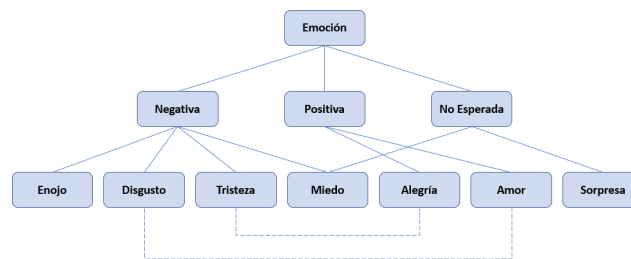 Emoción
Negativa
Positiva
No Esperada
Enojo
Disgusto
Tristeza
Miedo
Alegría
Amor
Sorpresa